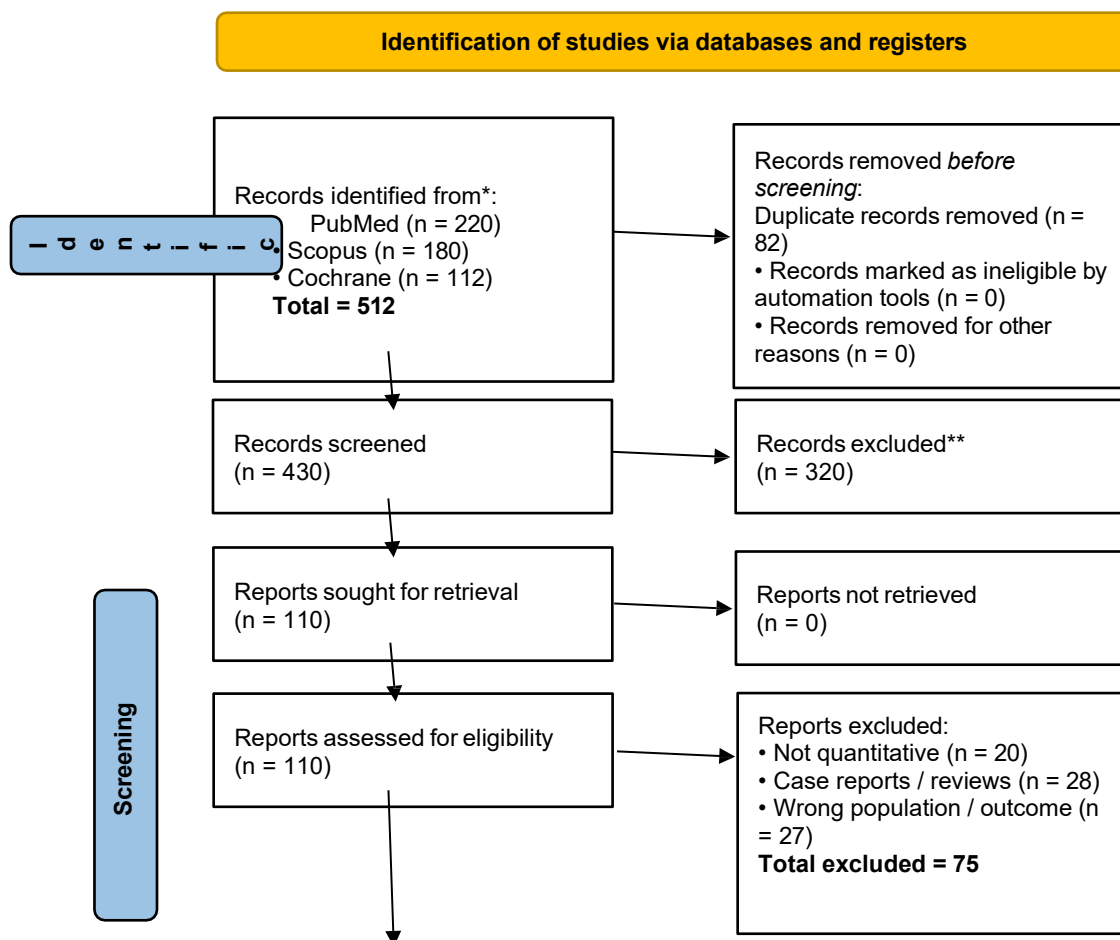 Identification of studies via databases and registers
Records identified from*:
PubMed (n = 220)
• Scopus (n = 180)
• Cochrane (n = 112)
Total = 512
Records removed before
screening:
Duplicate records removed (n =
82)
• Records marked as ineligible by
automation tools (n = 0)
• Records removed for other
reasons (n = 0)
Identific
Records screened
(n = 430)
Records excluded**
(n = 320)
Reports sought for retrieval
(n = 110)
Reports not retrieved
(n = 0)
Screening
Reports assessed for eligibility
(n = 110)
Reports excluded:
• Not quantitative (n = 20)
• Case reports / reviews (n = 28)
• Wrong population / outcome (n
= 27)
Total excluded = 75